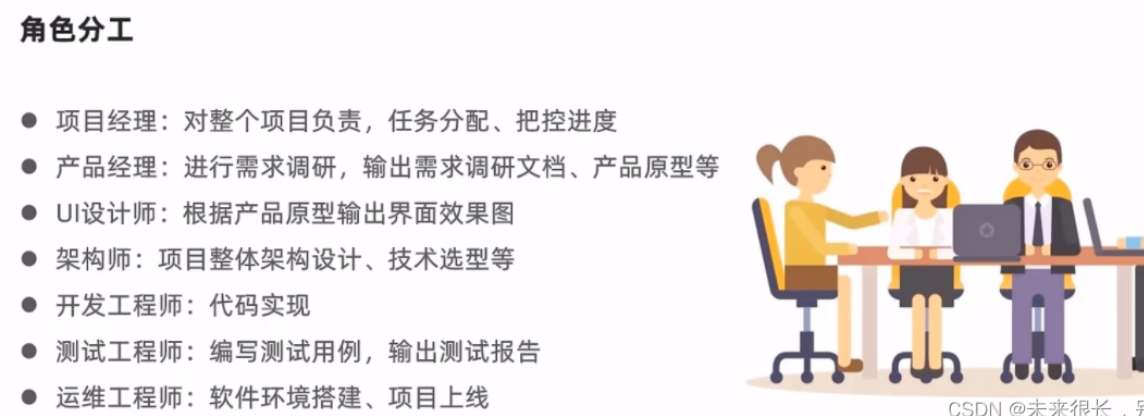 角色分工
项目经理：对整个项目负责，任务分配、把控进度
产品经理：进行需求调研，输出需求调研文档、产品原型等
UI设计师：根据产品原型输出界面效果图
架构师：项目整体架构设计、技术选型等
开发工程师：代码实现
测试工程师：编写测试用例，输出测试报告
运维工程师：软件环境搭建、项目上线
CSDN @未来很长，